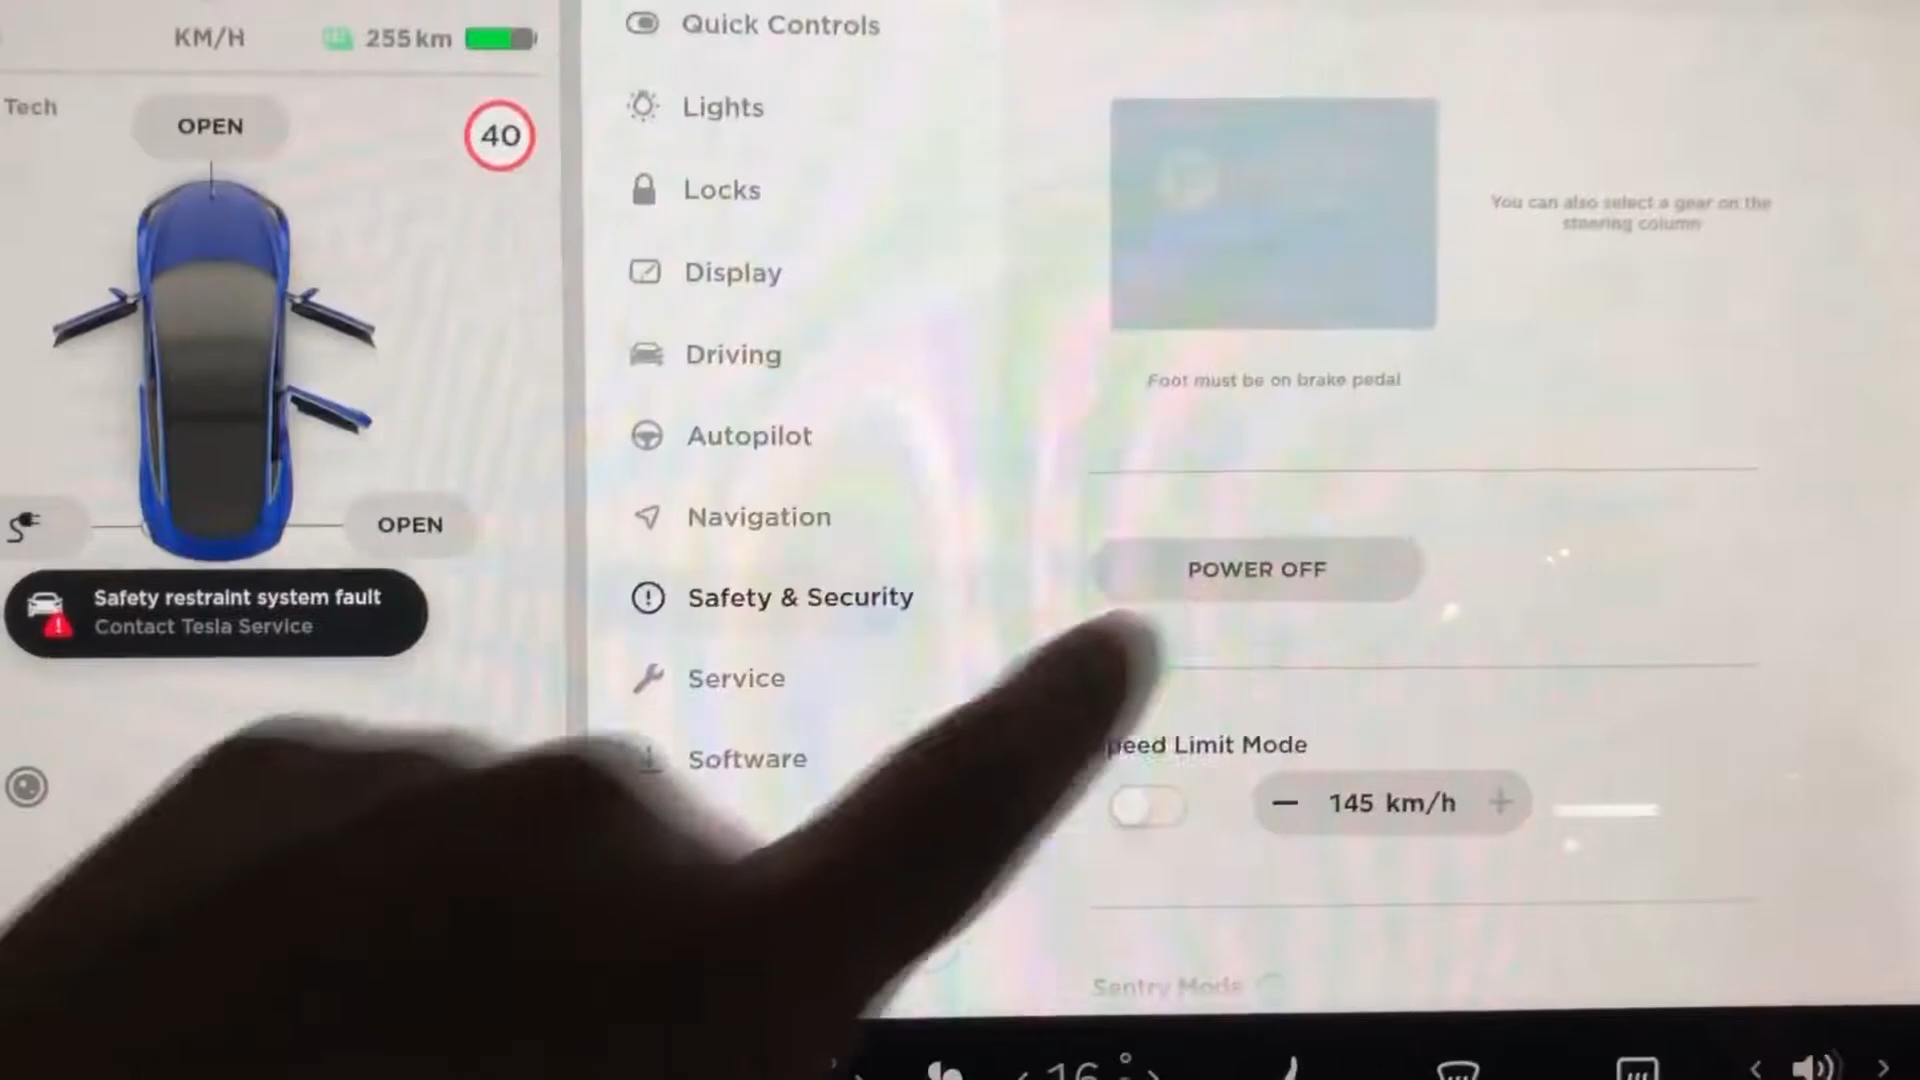 KM/H
255 km
Tech
OPEN
40
OPEN
Safety restraint system fault
Contact Tesla Service
Quick Controls
Lights
Locks
Display
Driving
Autopilot
Navigation
Safety & Security
Service
Software
You can also select a gear on the
steering column
Foot must be on brake pedal
POWER OFF
peed Limit Mode
145 km/h
Sentry Mode
16